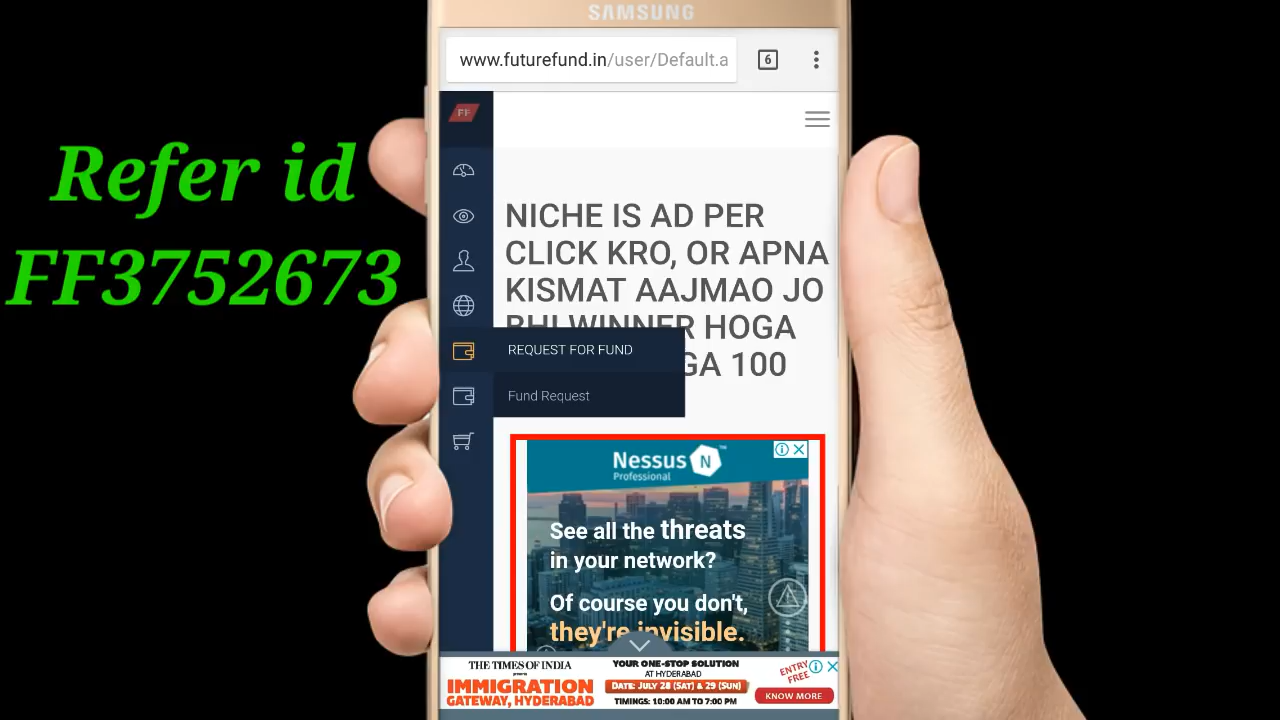 SAMSUNG
www.futurefund.in/user/Default.a
6
FF
Refer id
FF3752673
NICHE IS AD PER
CLICK KRO, OR APNA
KISMAT AAJMAO JO
BHI WINNER HOGA
GA 100
REQUEST FOR FUND
Fund Request
Nessus N ™
Professional
See all the threats
in your network?
Of course you don't,
they're invisible.
THE TIMES OF INDIA
presents
IMMIGRATION
GATEWAY, HYDERABAD
YOUR ONE-STOP SOLUTION
AT HYDERABAD
DATE: JULY 28 (SAT) & 29 (SUN)
TIMINGS: 10:00 AM TO 7:00 PM
ENTRY
FREE
KNOW MORE